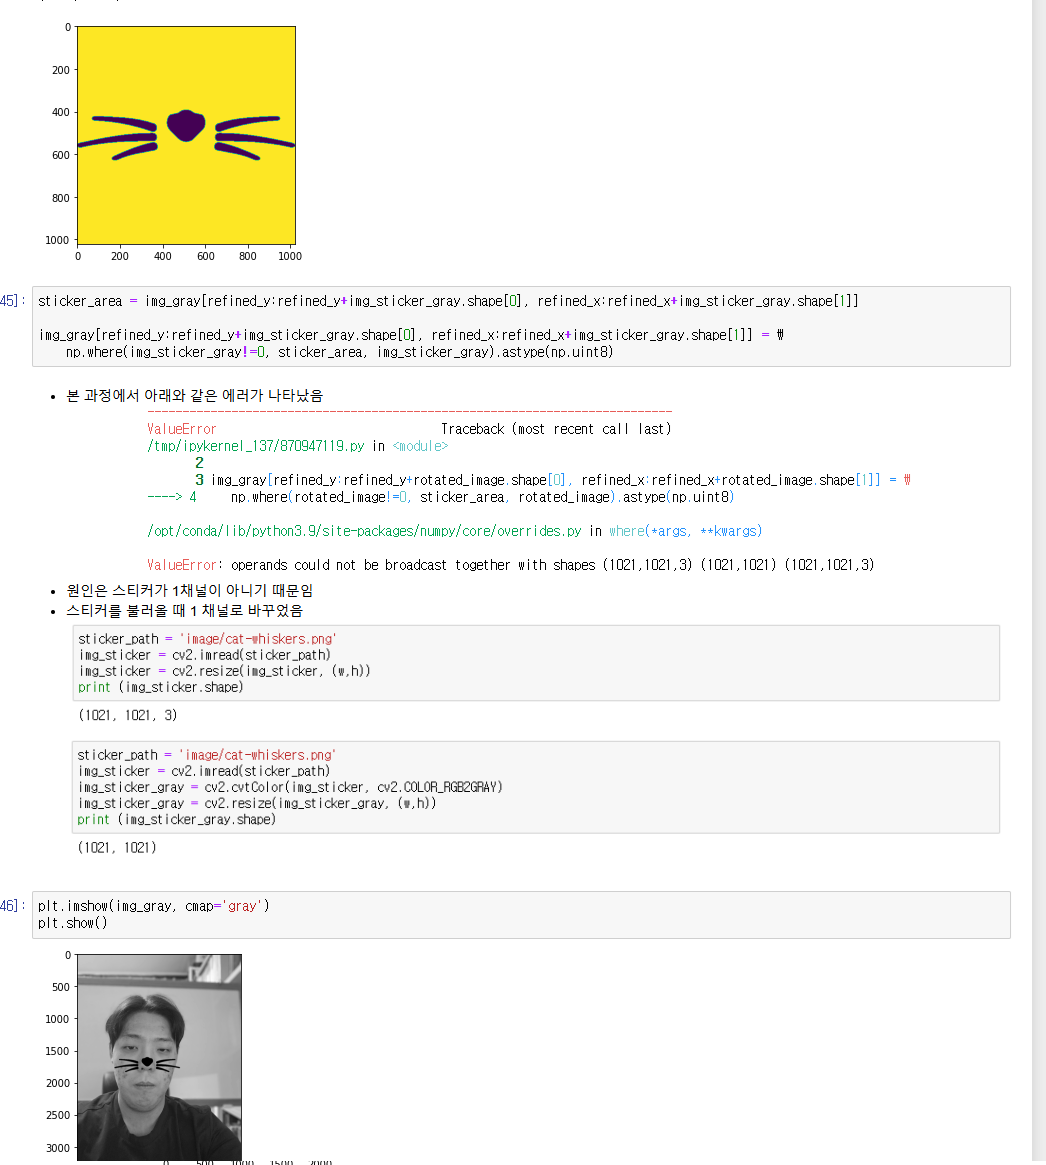 0
200
400
600
800
1000
0 200 400 600 800 1000
45]:
sticker_area = img_gray[refined_y:refined_y+img_sticker_gray.shape[0], refined_x:refined_x+img_sticker_gray.shape[1]]
img_gray[refined_y:refined_y+img_sticker_gray.shape[0], refined_x:refined_x+img_sticker_gray.shape[1]] = ₩
np.where(img_sticker_gray!=0, sticker_area, img_sticker_gray).astype(np.uint8)
• 본 과정에서 아래와 같은 에러가 나타났음
---------------------------------------------------------------------------
ValueError Traceback (most recent call last)
/tmp/ipykernel_137/870947119.py in <module>
2
3 img_gray[refined_y:refined_y+rotated_image.shape[0], refined_x:refined_x+rotated_image.shape[1]] = ₩
----> 4 np.where(rotated_image!=0, sticker_area, rotated_image).astype(np.uint8)
/opt/conda/lib/python3.9/site-packages/numpy/core/overrides.py in where(*args, **kwargs)
ValueError: operands could not be broadcast together with shapes (1021,1021,3) (1021,1021) (1021,1021,3)
• 원인은 스티커가 1채널이 아니기 때문임
• 스티커를 불러올 때 1 채널로 바꾸었음
sticker_path = 'image/cat-whiskers.png'
img_sticker = cv2.imread(sticker_path)
img_sticker = cv2.resize(img_sticker, (w,h))
print (img_sticker.shape)
(1021, 1021, 3)
sticker_path = 'image/cat-whiskers.png'
img_sticker = cv2.imread(sticker_path)
img_sticker_gray = cv2.cvtColor(img_sticker, cv2.COLOR_RGB2GRAY)
img_sticker_gray = cv2.resize(img_sticker_gray, (w,h))
print (img_sticker_gray.shape)
(1021, 1021)
46]:
plt.imshow(img_gray, cmap='gray')
plt.show()
0
500
1000
1500
2000
2500
3000
0 500 1000 1500 2000